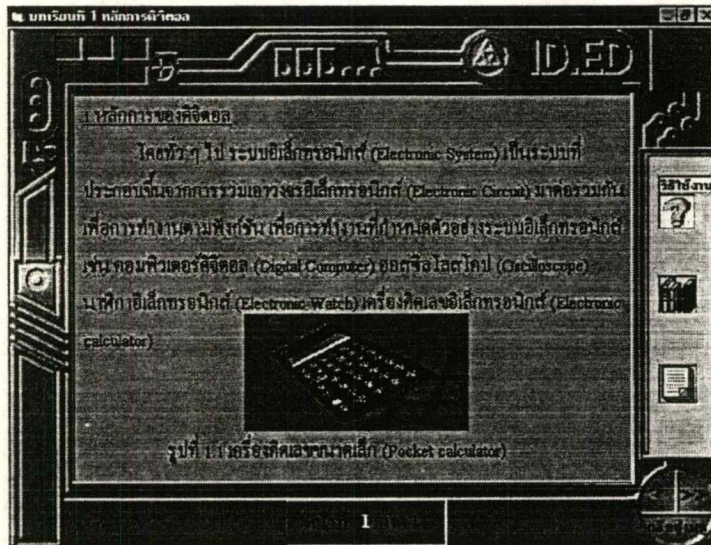 บทเรียนที่ 1 หลักการดิจิตอล
ID.ED
1.หลักการของดิจิตอล
โดยทั่ว ๆ ไป ระบบอิเล็กทรอนิกส์ (Electronic System) เป็นระบบที่
ประกอบขึ้นจากการรวมเอาวงจรอิเล็กทรอนิกส์ (Electronic Circuit) มาต่อรวมกัน
เพื่อการทำงานตามฟังก์ชัน เพื่อการทำงานที่กำหนดตัวอย่างระบบอิเล็กทรอนิกส์
เช่น คอมพิวเตอร์ดิจิตอล (Digital Computer) ออสซิลโลสโคป (Oscilloscope)
นาฬิกาอิเล็กทรอนิกส์ (Electronic Watch) เครื่องคิดเลขอิเล็กทรอนิกส์ (Electronic
calculator)
รูปที่ 1.1 เครื่องคิดเลขขนาดเล็ก (Pocket calculator)
วิธีใช้งาน
1